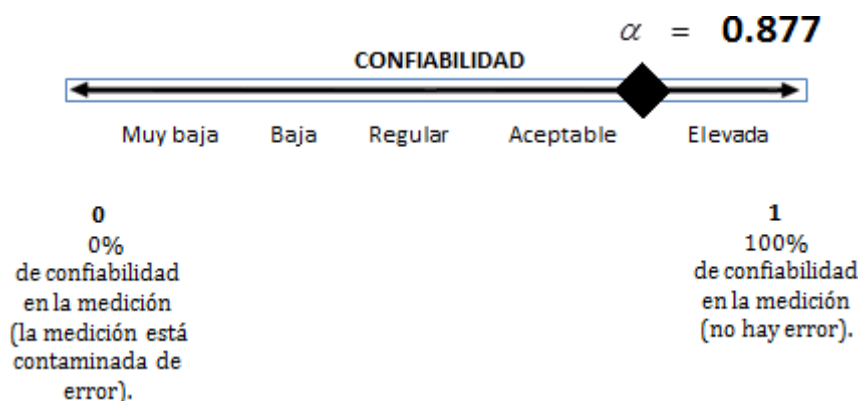 α = 0.877
CONFIABILIDAD
Muy baja Baja Regular Aceptable Elevada
0
0%
de confiabilidad
en la medición
(la medición está
contaminada de
error).
1
100%
de confiabilidad
en la medición
(no hay error).